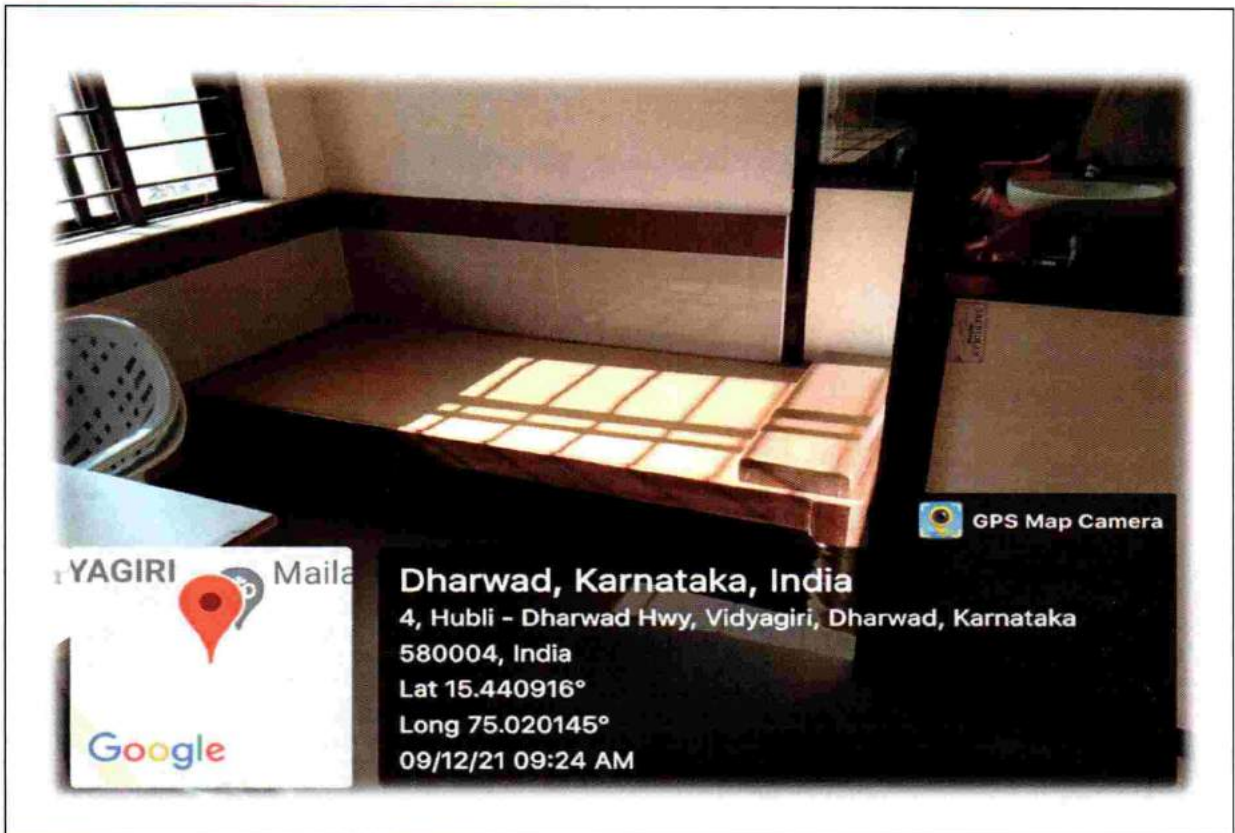 GPS Map Camera
YAGIRI
Maila
Google
Dharwad, Karnataka, India
4, Hubli - Dharwad Hwy, Vidyagiri, Dharwad, Karnataka
580004, India
Lat 15.440916°
Long 75.020145°
09/12/21 09:24 AM